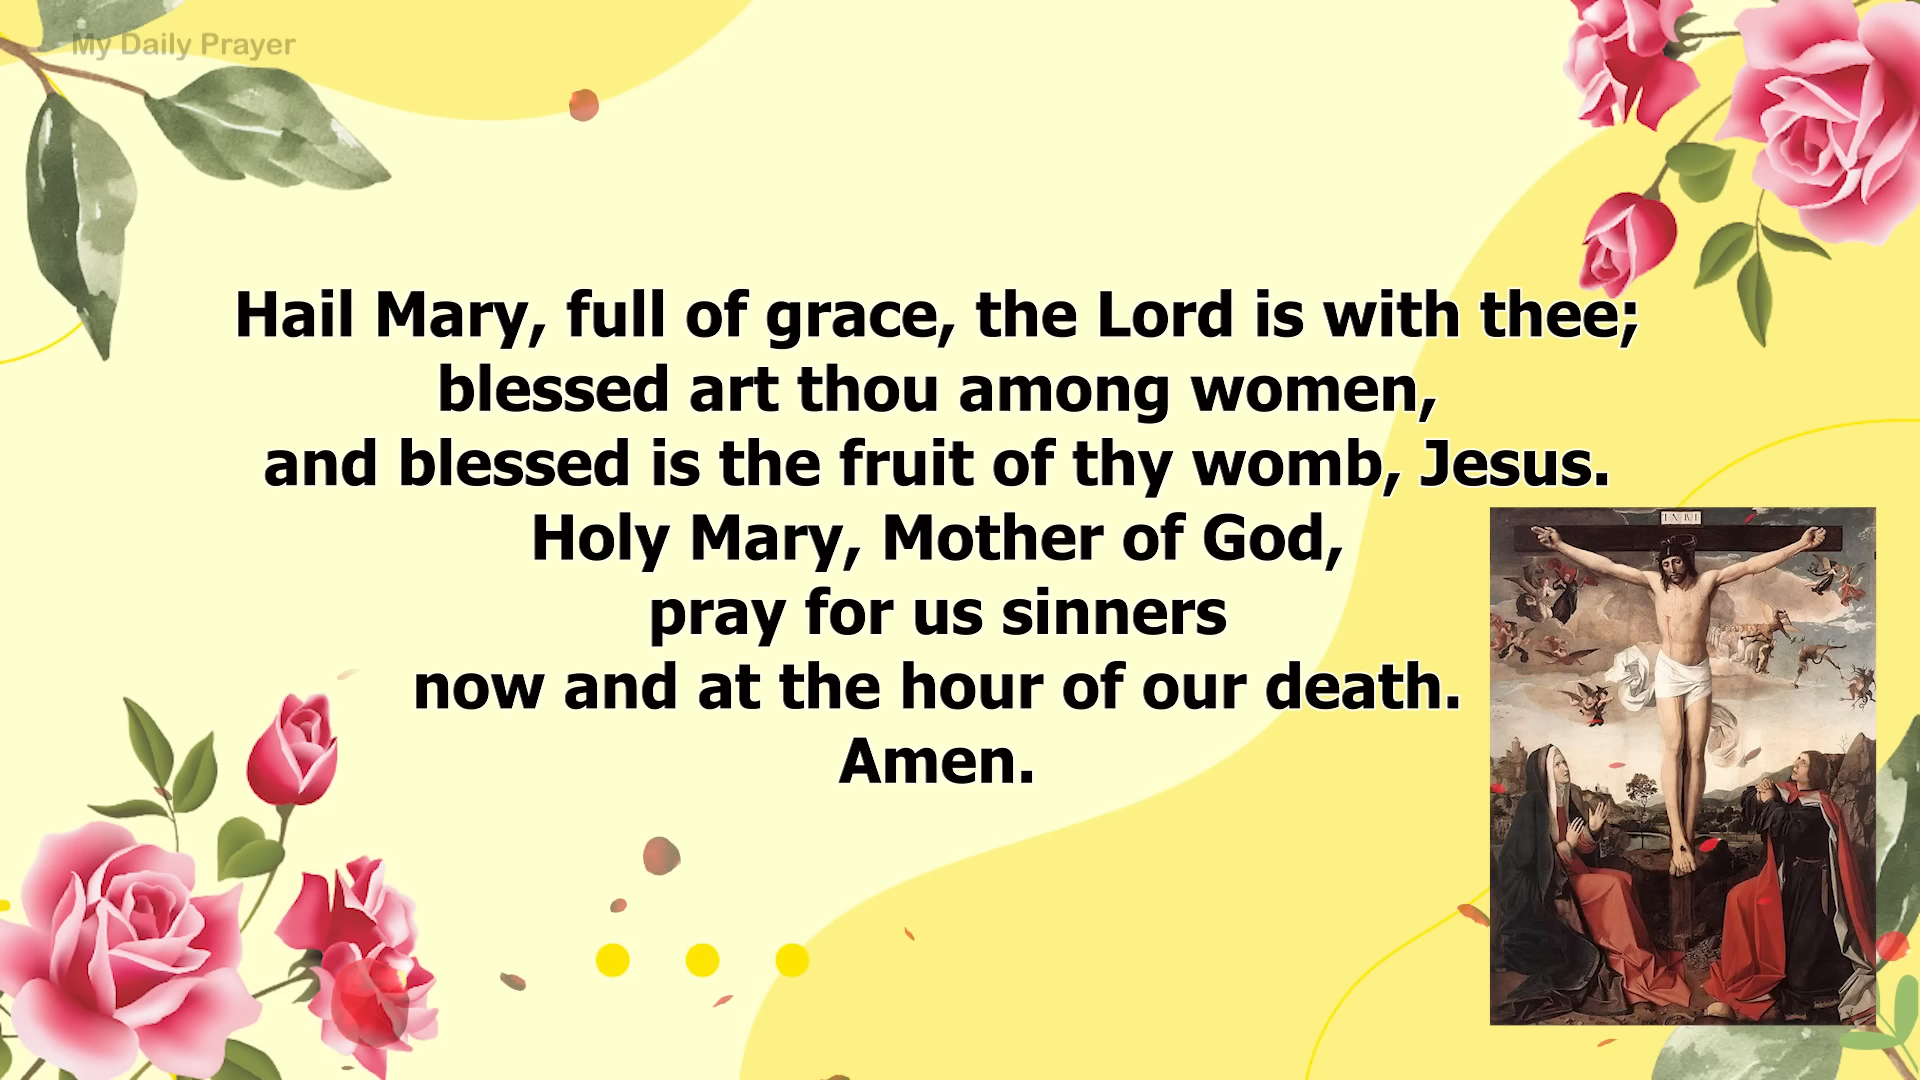 My Daily Prayer
Hail Mary, full of grace, the Lord is with thee;
blessed art thou among women,
and blessed is the fruit of thy womb, Jesus.
Holy Mary, Mother of God,
pray for us sinners
now and at the hour of our death.
Amen.
INRI